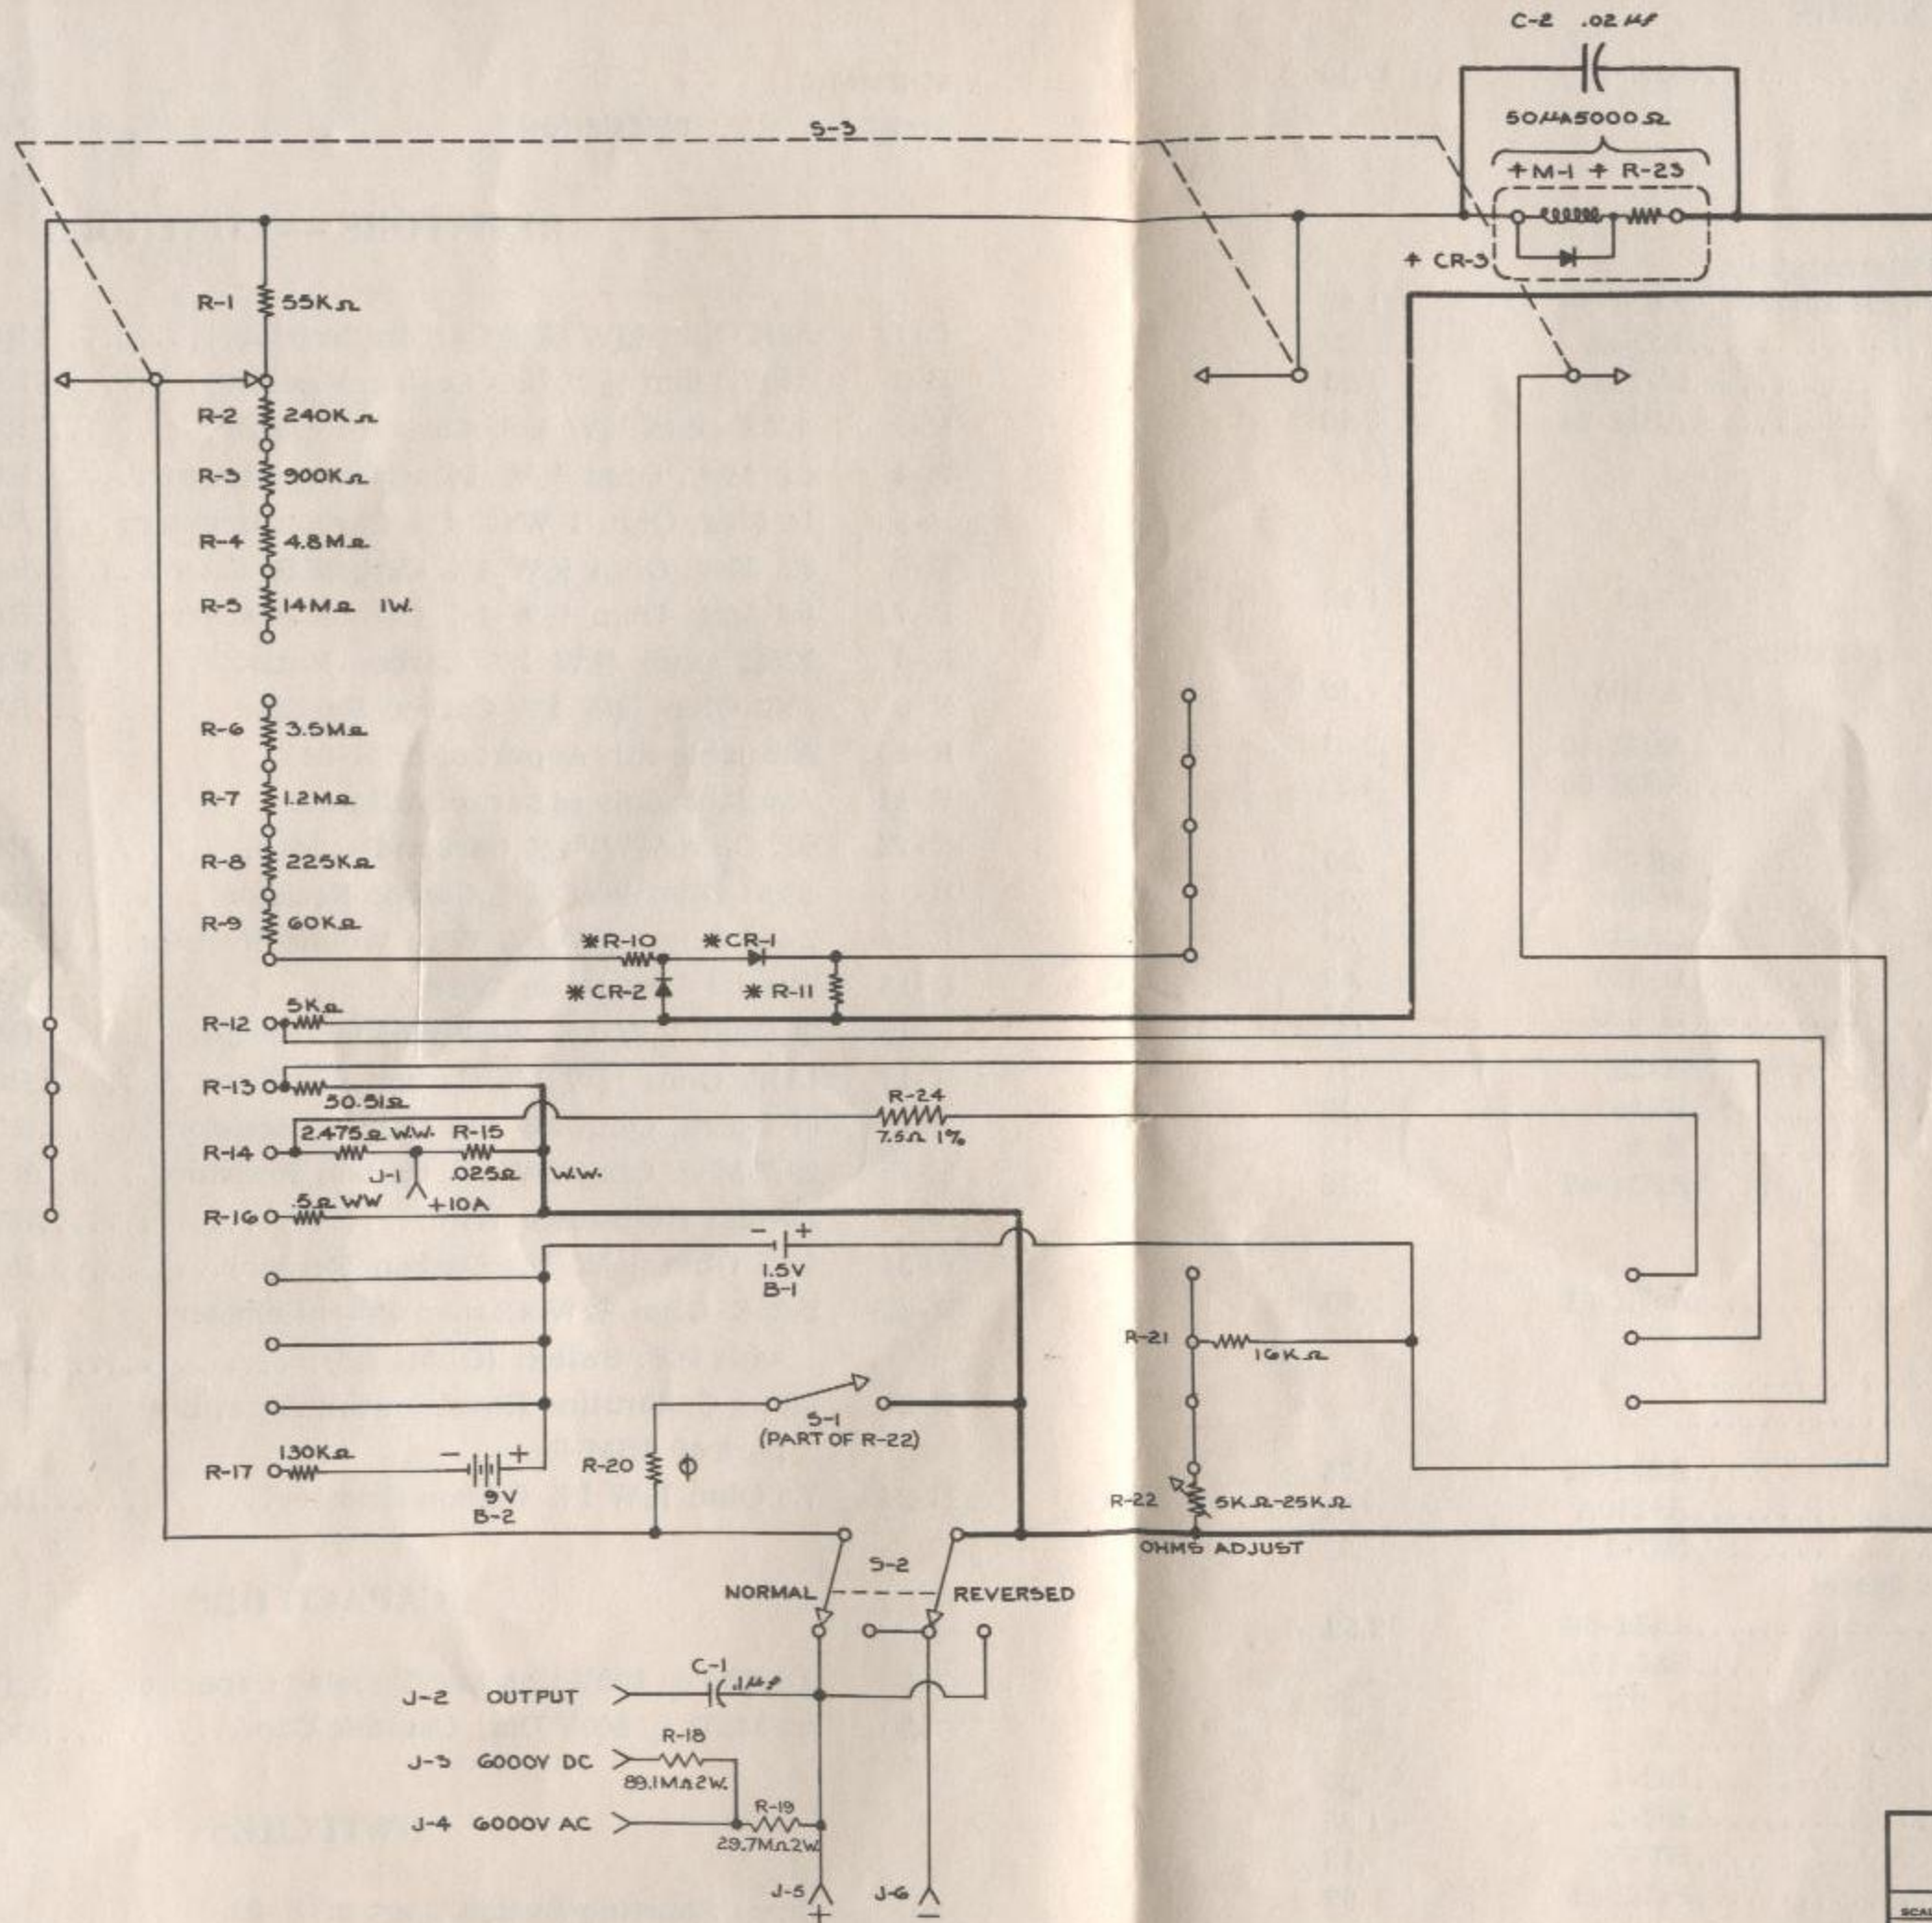 C-2 .02 µf
50µA 5000Ω
S-3
+M-1 + R-23
+ CR-3
R-1 55KΩ
R-2 240KΩ
R-3 900KΩ
R-4 4.8MΩ
R-5 14MΩ 1W.
R-6 3.5MΩ
R-7 1.2MΩ
R-8 225KΩ
R-9 60KΩ
*R-10 *CR-1
*CR-2 *R-11
5KΩ
R-12
R-13
50.51Ω
R-24
7.5Ω 1%
2.475Ω W.W. R-15
R-14
J-1 .025Ω W.W.
.5Ω WW +10A
R-16
- +
1.5V
B-1
R-21
16KΩ
S-1
(PART OF R-22)
130KΩ - +
R-17 R-20 ϕ
9V
B-2
R-22 5KΩ-25KΩ
OHMS ADJUST
S-2
NORMAL REVERSED
C-1 .1µf
J-2 OUTPUT
R-18
J-3 6000V DC
89.1MΩ 2W.
R-19
J-4 6000V AC
29.7MΩ 2W.
J-5 J-6
+ -